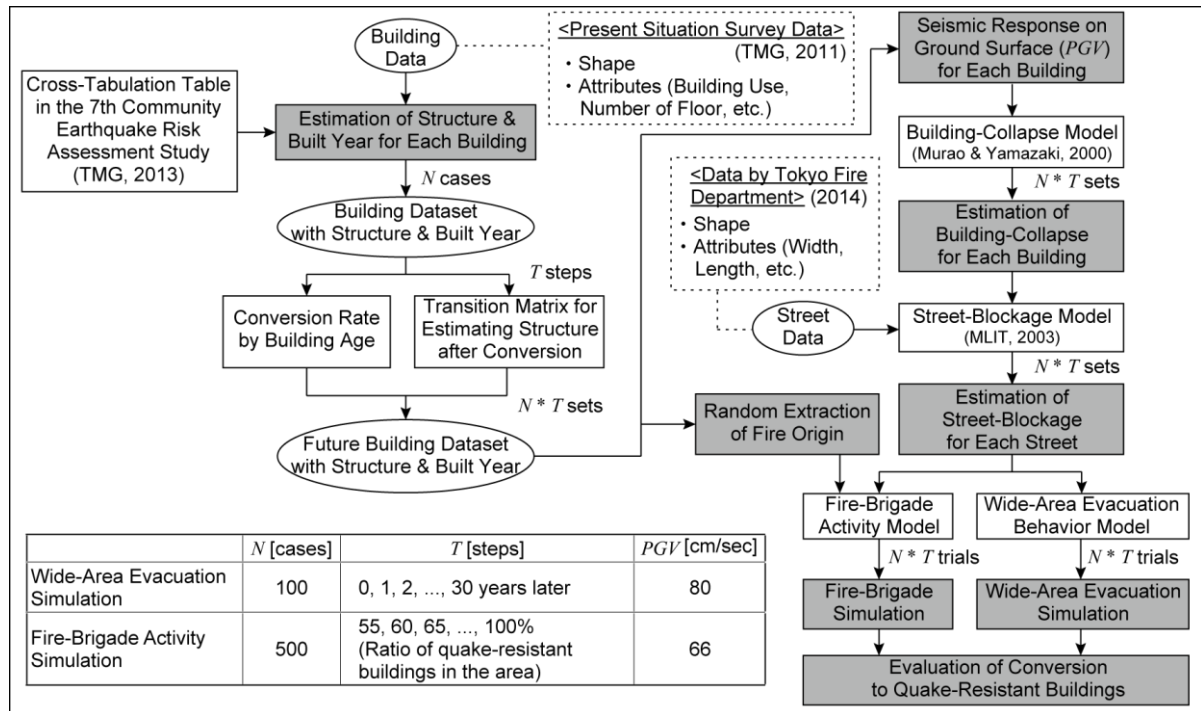 Building
Data
<Present Situation Survey Data>
(TMG, 2011)
・Shape
・Attributes (Building Use,
Number of Floor, etc.)
Seismic Response on
Ground Surface (PGV)
for Each Building
Cross-Tabulation Table
in the 7th Community
Earthquake Risk
Assessment Study
(TMG, 2013)
Estimation of Structure &
Built Year for Each Building
N cases
Building Dataset
with Structure & Built Year
T steps
Conversion Rate
by Building Age
Transition Matrix for
Estimating Structure
after Conversion
N * T sets
Future Building Dataset
with Structure & Built Year
Building-Collapse Model
(Murao & Yamazaki, 2000)
N * T sets
<Data by Tokyo Fire
Department> (2014)
・Shape
・Attributes (Width,
Length, etc.)
Estimation of
Building-Collapse
for Each Building
Street
Data
Street-Blockage Model
(MLIT, 2003)
N * T sets
Random Extraction
of Fire Origin
Estimation of
Street-Blockage
for Each Street
Fire-Brigade
Activity Model
Wide-Area Evacuation
Behavior Model
N * T trials
N * T trials
Fire-Brigade
Simulation
Wide-Area Evacuation
Simulation
Evaluation of Conversion
to Quake-Resistant Buildings
N [cases] T [steps] PGV [cm/sec]
Wide-Area Evacuation
Simulation
100 0, 1, 2, ..., 30 years later 80
Fire-Brigade Activity
Simulation
500
55, 60, 65, ..., 100%
(Ratio of quake-resistant
buildings in the area)
66